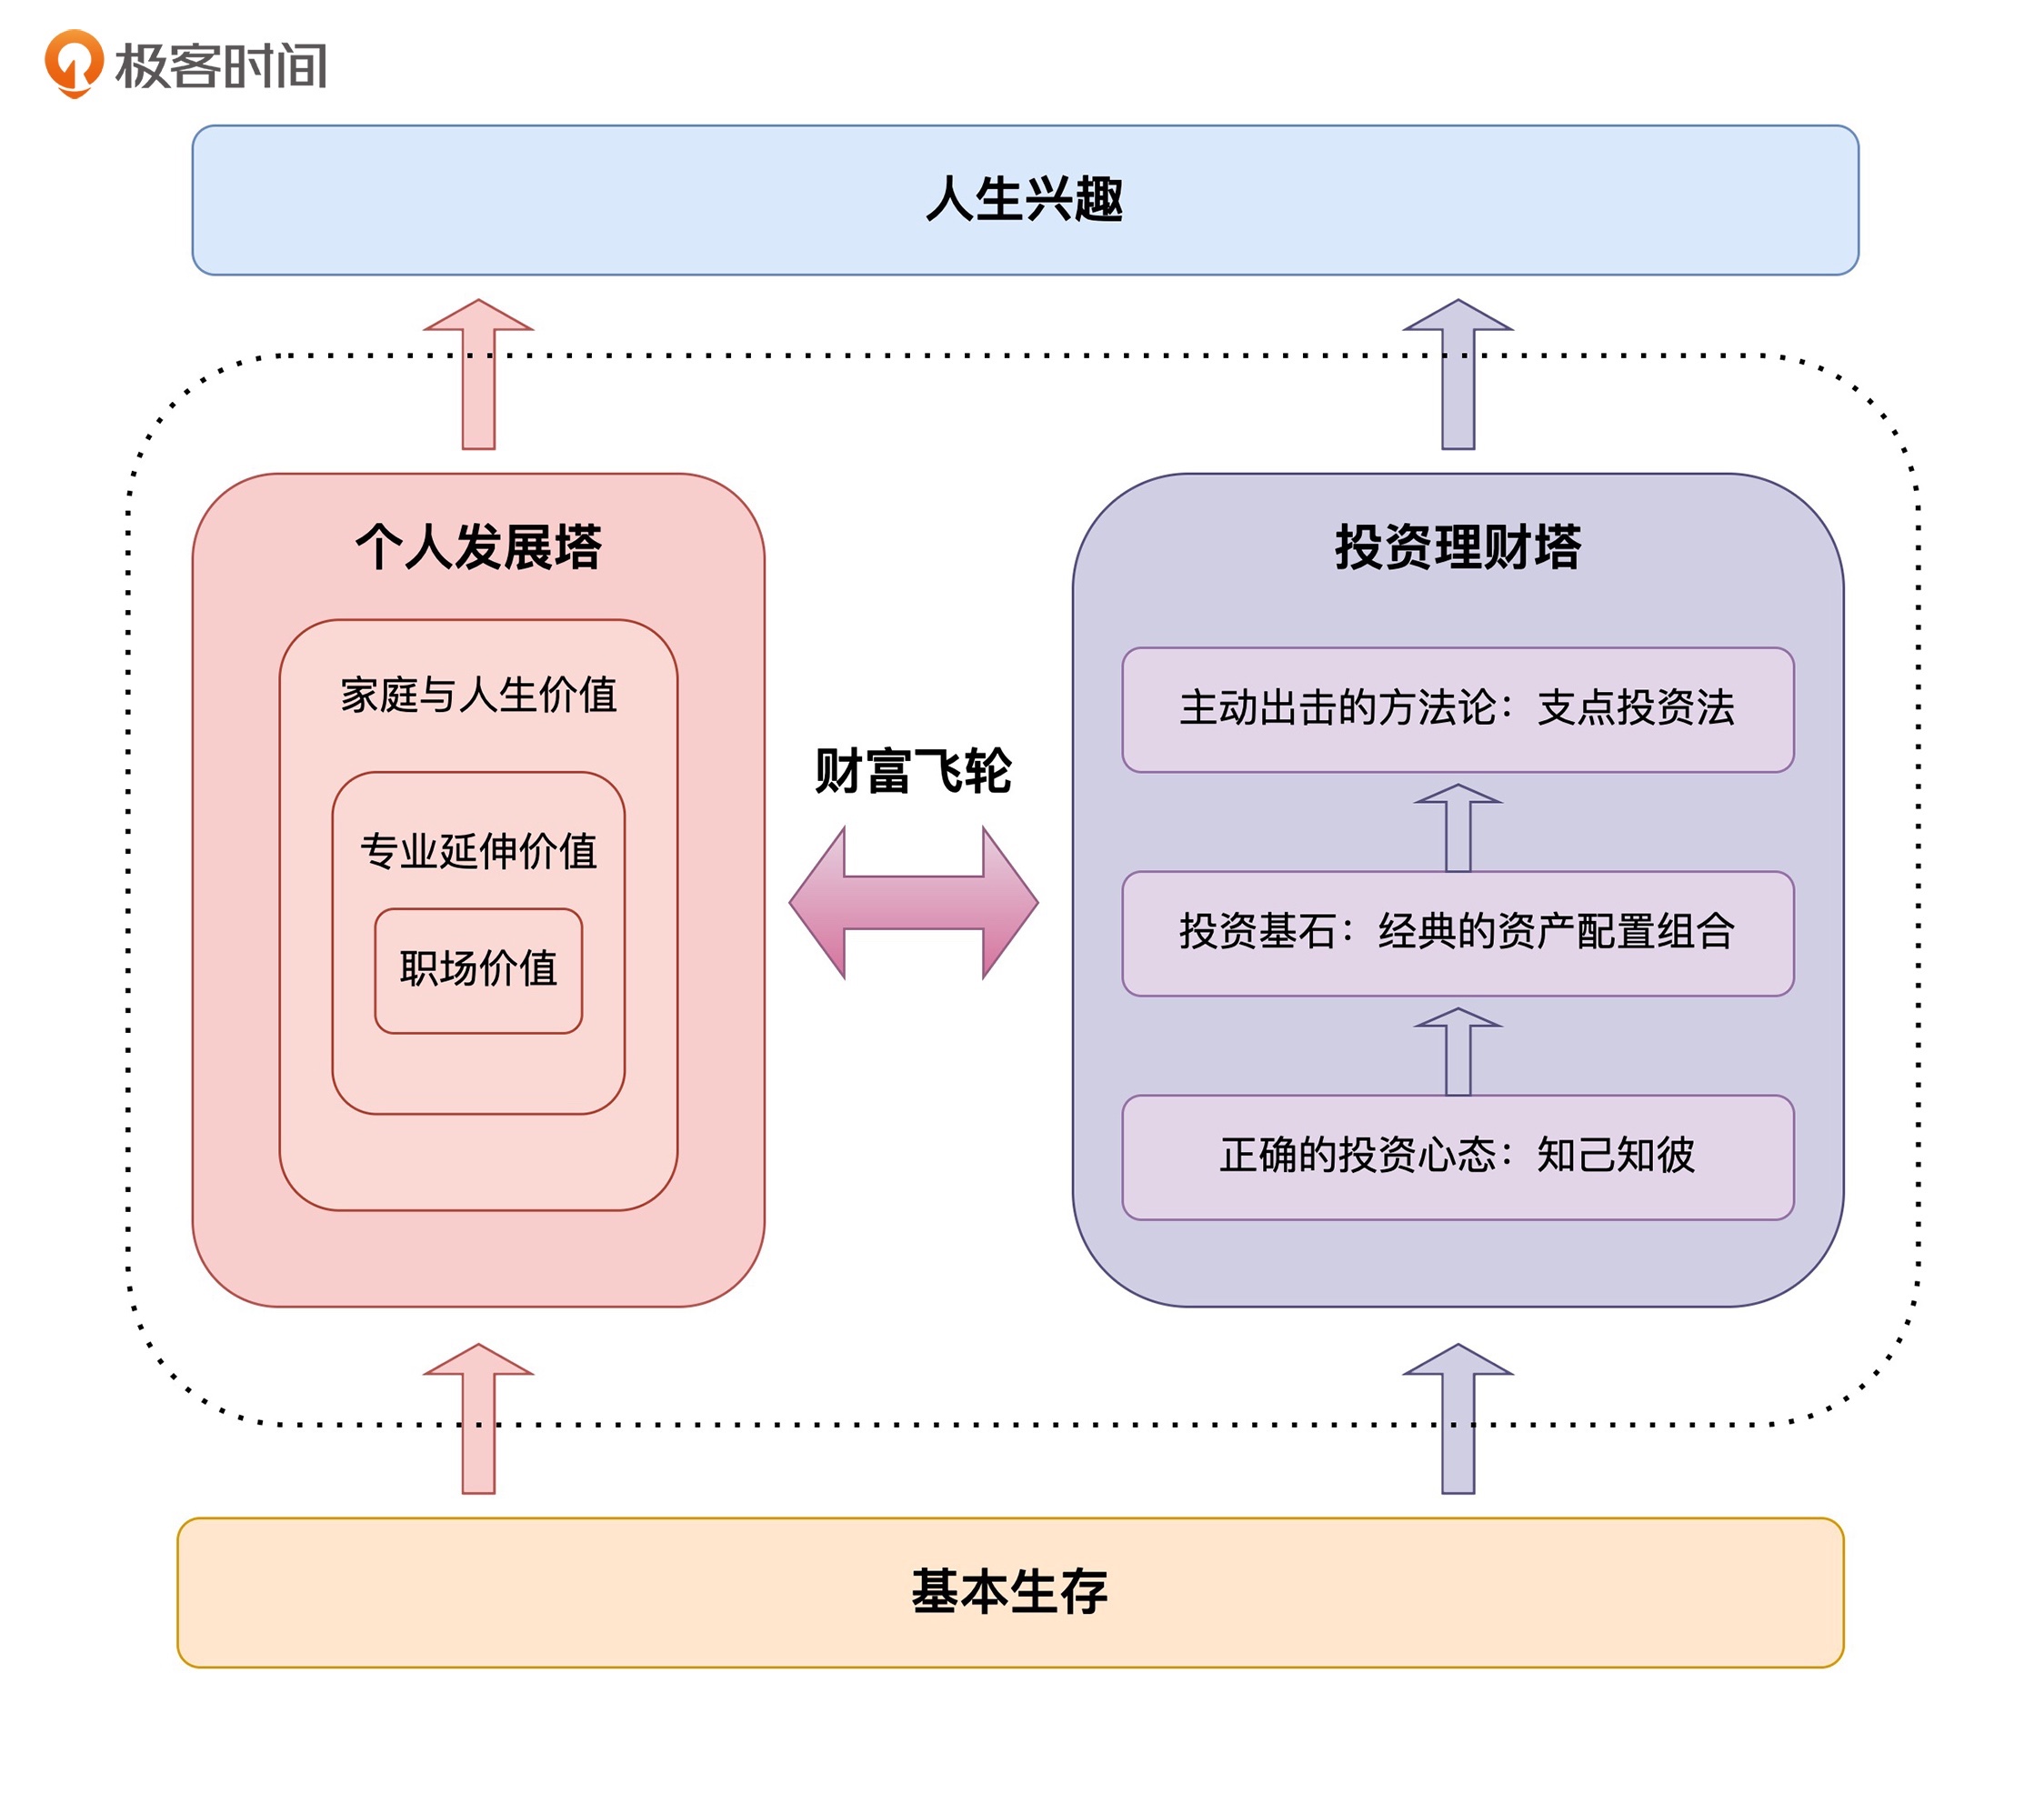 极客时间
人生兴趣
个人发展塔
家庭与人生价值
专业延伸价值
职场价值
财富飞轮
投资理财塔
主动出击的方法论：支点投资法
投资基石：经典的资产配置组合
正确的投资心态：知己知彼
基本生存